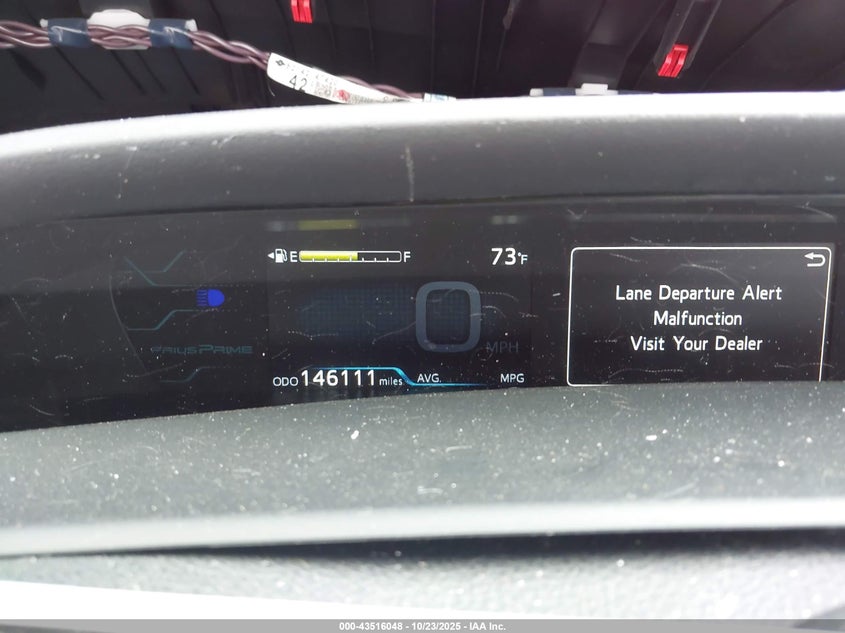 42
E F 73°F
0
MPH
PRIUS PRIME
ODO 146111 miles AVG. MPG
Lane Departure Alert
Malfunction
Visit Your Dealer
000-43516048 - 10/23/2025 - IAA Inc.